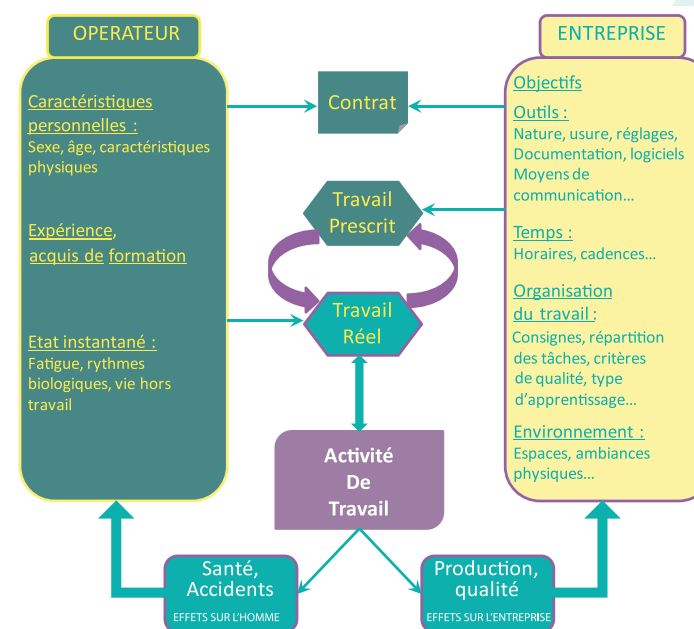 OPERATEUR
Caractéristiques
personnelles :
Sexe, âge, caractéristiques
physiques
Expérience,
acquis de formation
Etat instantané :
Fatigue, rythmes
biologiques, vie hors
travail
Contrat
Travail
Prescrit
Travail
Réel
Activité
De
Travail
ENTREPRISE
Objectifs
Outils :
Nature, usure, réglages,
Documentation, logiciels
Moyens de
communication...
Temps :
Horaires, cadences...
Organisation
du travail :
Consignes, répartition
des tâches, critères
de qualité, type
d'apprentissage...
Environnement :
Espaces, ambiances
physiques...
Santé,
Accidents
EFFETS SUR L'HOMME
Production,
qualité
EFFETS SUR L'ENTREPRISE